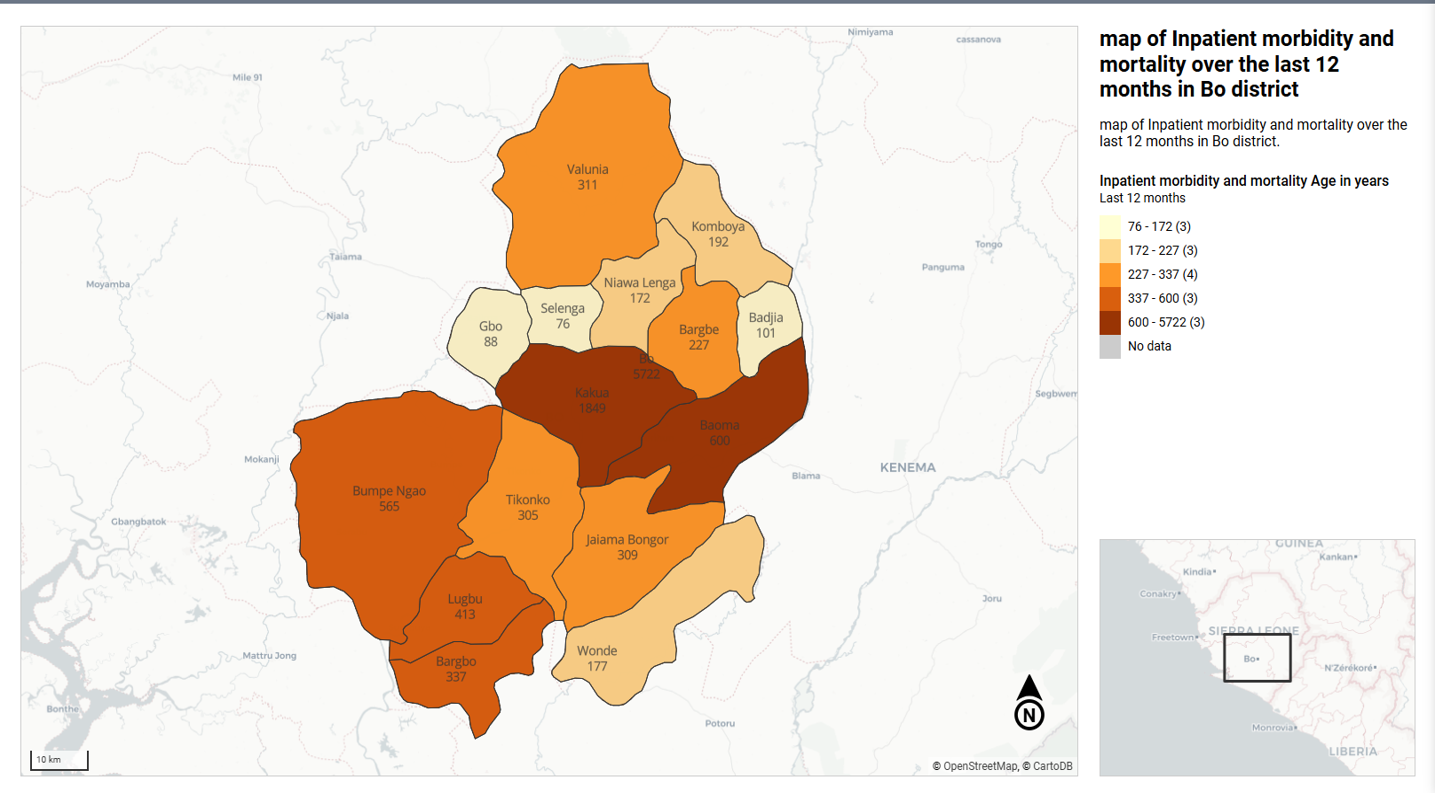 map of Inpatient morbidity and
mortality over the last 12
months in Bo district
map of Inpatient morbidity and mortality over the
last 12 months in Bo district.
Inpatient morbidity and mortality Age in years
Last 12 months
76 - 172 (3)
172 - 227 (3)
227 - 337 (4)
337 - 600 (3)
600 - 5722 (3)
No data
Nimiyama
cassanova
Mile 91
Valunia
311
Komboya
192
Tongo
Taiama
Panguma
Moyamba
Niawa Lenga
172
Selenga
76
Njala
Gbo
88
Badjia
101
Bargbe
227
Bo
5722
Kakua
1849
Segbwem
Baoma
600
Mokanji
KENEMA
Blama
Bumpe Ngao
565
Tikonko
305
Gbangbatok
Jaiama Bongor
309
Lugbu
413
Joru
Mattru Jong
Wonde
177
Bargbo
337
Bonthe
Potoru
N
10 km
© OpenStreetMap, © CartoDB
GUINEA
Kankan
Kindia
Conakry
SIERRA LEONE
Freetown
Bo
N'Zérékoré
Monrovia
LIBERIA